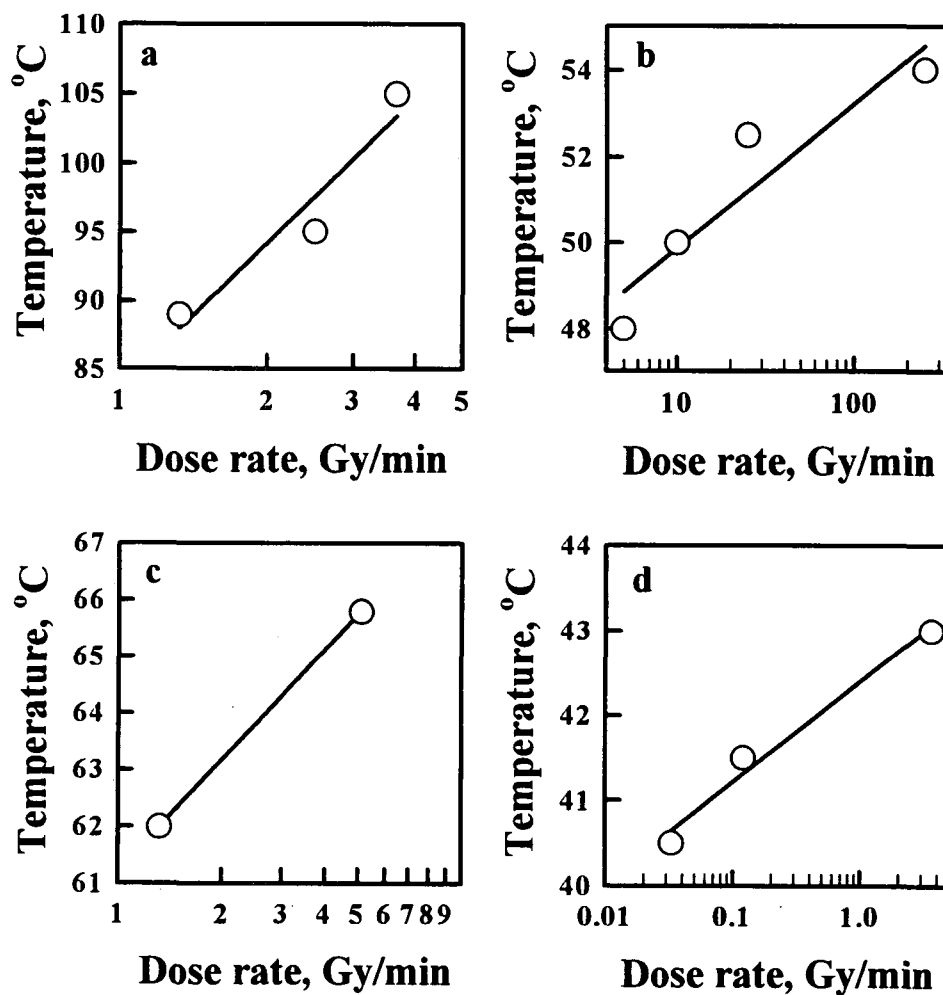 a
Temperature, °C
110
105
100
95
90
85
1 2 3 4 5
Dose rate, Gy/min
b
Temperature, °C
54
52
50
48
10 100
Dose rate, Gy/min
c
Temperature, °C
67
66
65
64
63
62
61
1 2 3 4 5 6 7 8 9
Dose rate, Gy/min
d
Temperature, °C
44
43
42
41
40
0.01 0.1 1.0
Dose rate, Gy/min